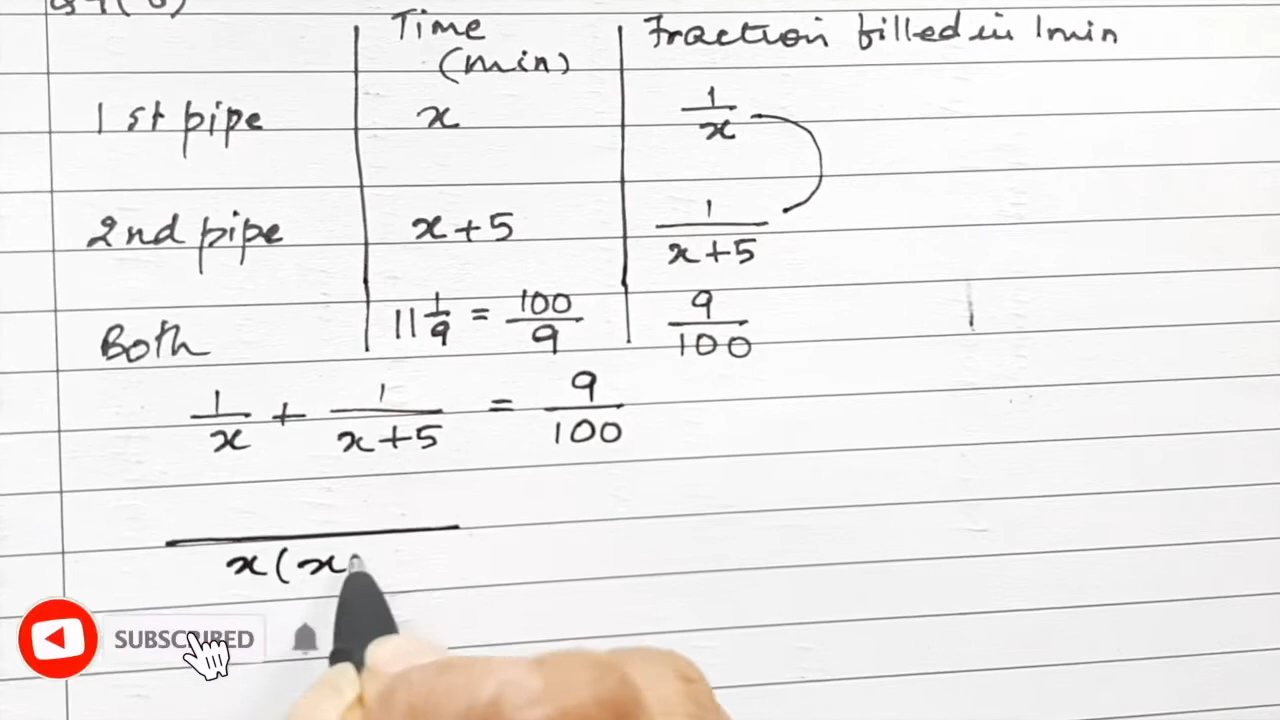 Time Fraction filled in 1min
(min)
1st pipe x 1/x
2nd pipe x+5 1/(x+5)
Both 11 1/9 = 100/9 9/100
1/x + 1/(x+5) = 9/100
x(x
SUBSCRIBED